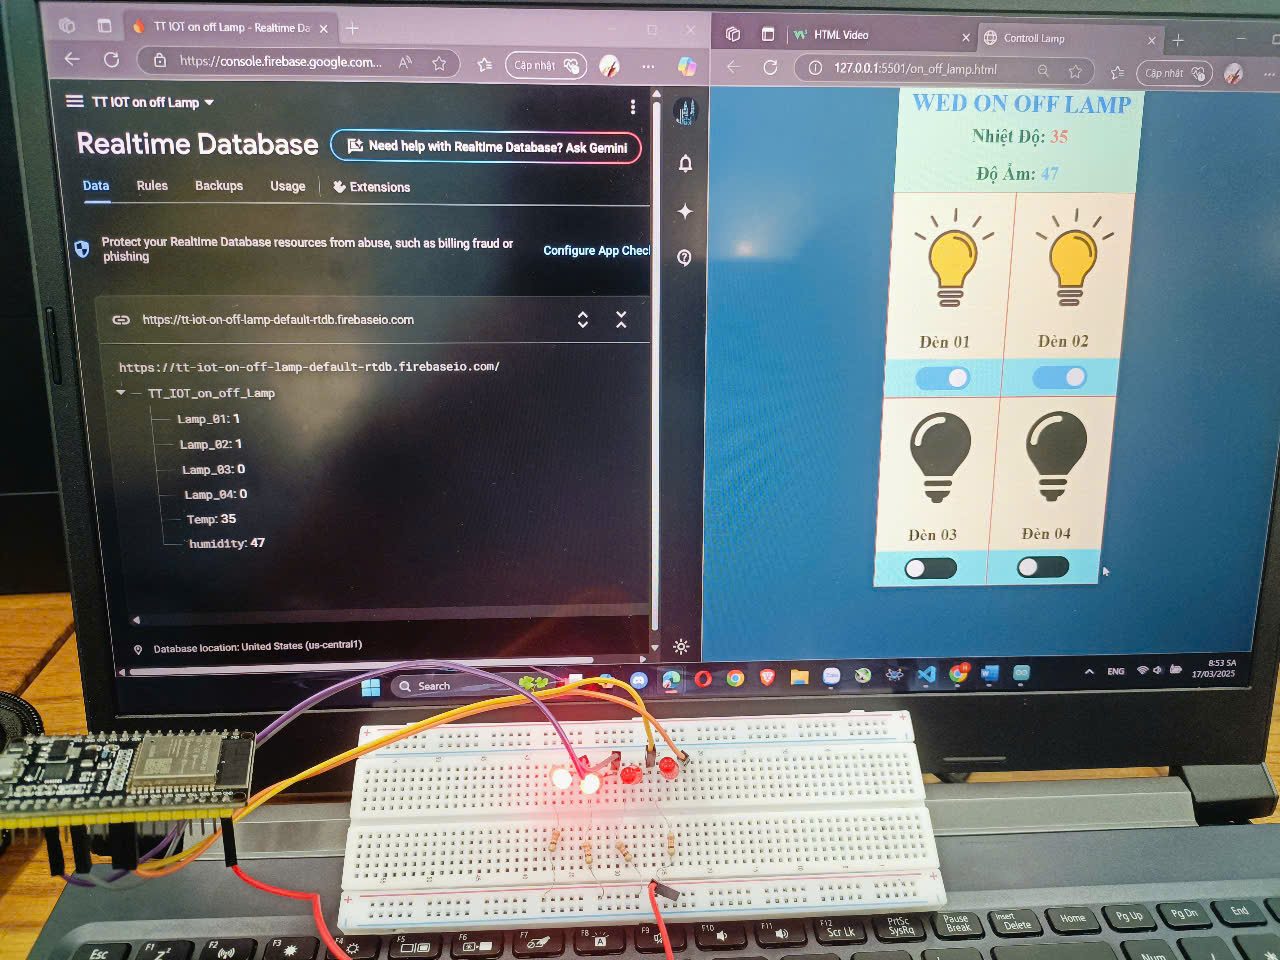 TT IOT on off Lamp - Realtime Da
https://console.firebase.google.com...
Cập nhật
TT IOT on off Lamp
Realtime Database
Need help with Realtime Database? Ask Gemini
Data
Rules
Backups
Usage
Extensions
Protect your Realtime Database resources from abuse, such as billing fraud or
phishing
Configure App Chec
https://tt-iot-on-off-lamp-default-rtdb.firebaseio.com
https://tt-iot-on-off-lamp-default-rtdb.firebaseio.com/
TT_IOT_on_off_Lamp
Lamp_01: 1
Lamp_02: 1
Lamp_03: 0
Lamp_04: 0
Temp: 35
humidity: 47
Database location: United States (us-central1)
HTML Video
Controll Lamp
127.0.0.1:5501/on_off_lamp.html
Cập nhật
WED ON OFF LAMP
Nhiệt Độ: 35
Độ Ẩm: 47
Đèn 01
Đèn 02
Đèn 03
Đèn 04
Search
ENG
8:53 SA
17/03/2025
Esc
F1
F2
F3
F4
F5
F6
F7
F8
F9
F10
F11
F12
Scr Lk
PrtSc
SysRq
Pause
Break
Insert
Delete
Home
Pg Up
Pg Dn
End
Num